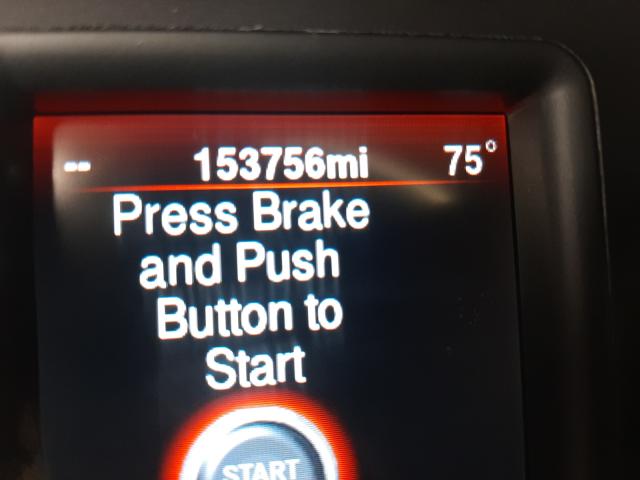 -- 153756mi 75°
Press Brake
and Push
Button to
Start
START